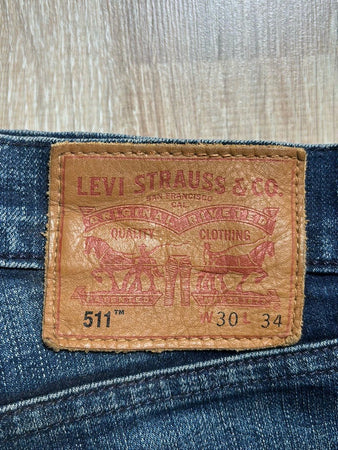 LEVI STRAUSS & CO.
SAN FRANCISCO
CAL.
ORIGINAL RIVETED
QUALITY CLOTHING
511™ W 30 L 34